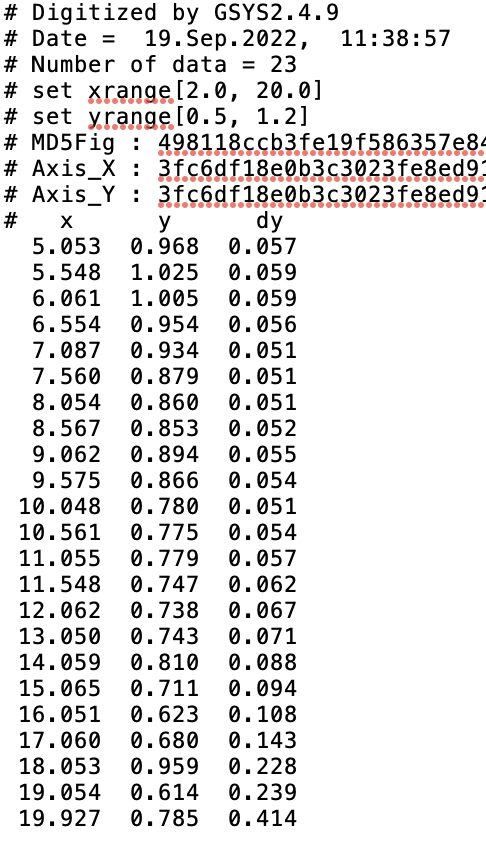 # Digitized by GSYS2.4.9
# Date =  19.Sep.2022,  11:38:57
# Number of data = 23
# set xrange[2.0, 20.0]
# set yrange[0.5, 1.2]
# MD5Fig : 498118ccb3fe19f586357e84
# Axis_X : 3fc6df18e0b3c3023fe8ed91
# Axis_Y : 3fc6df18e0b3c3023fe8ed91
#   x      y      dy
  5.053  0.968  0.057
  5.548  1.025  0.059
  6.061  1.005  0.059
  6.554  0.954  0.056
  7.087  0.934  0.051
  7.560  0.879  0.051
  8.054  0.860  0.051
  8.567  0.853  0.052
  9.062  0.894  0.055
  9.575  0.866  0.054
 10.048  0.780  0.051
 10.561  0.775  0.054
 11.055  0.779  0.057
 11.548  0.747  0.062
 12.062  0.738  0.067
 13.050  0.743  0.071
 14.059  0.810  0.088
 15.065  0.711  0.094
 16.051  0.623  0.108
 17.060  0.680  0.143
 18.053  0.959  0.228
 19.054  0.614  0.239
 19.927  0.785  0.414